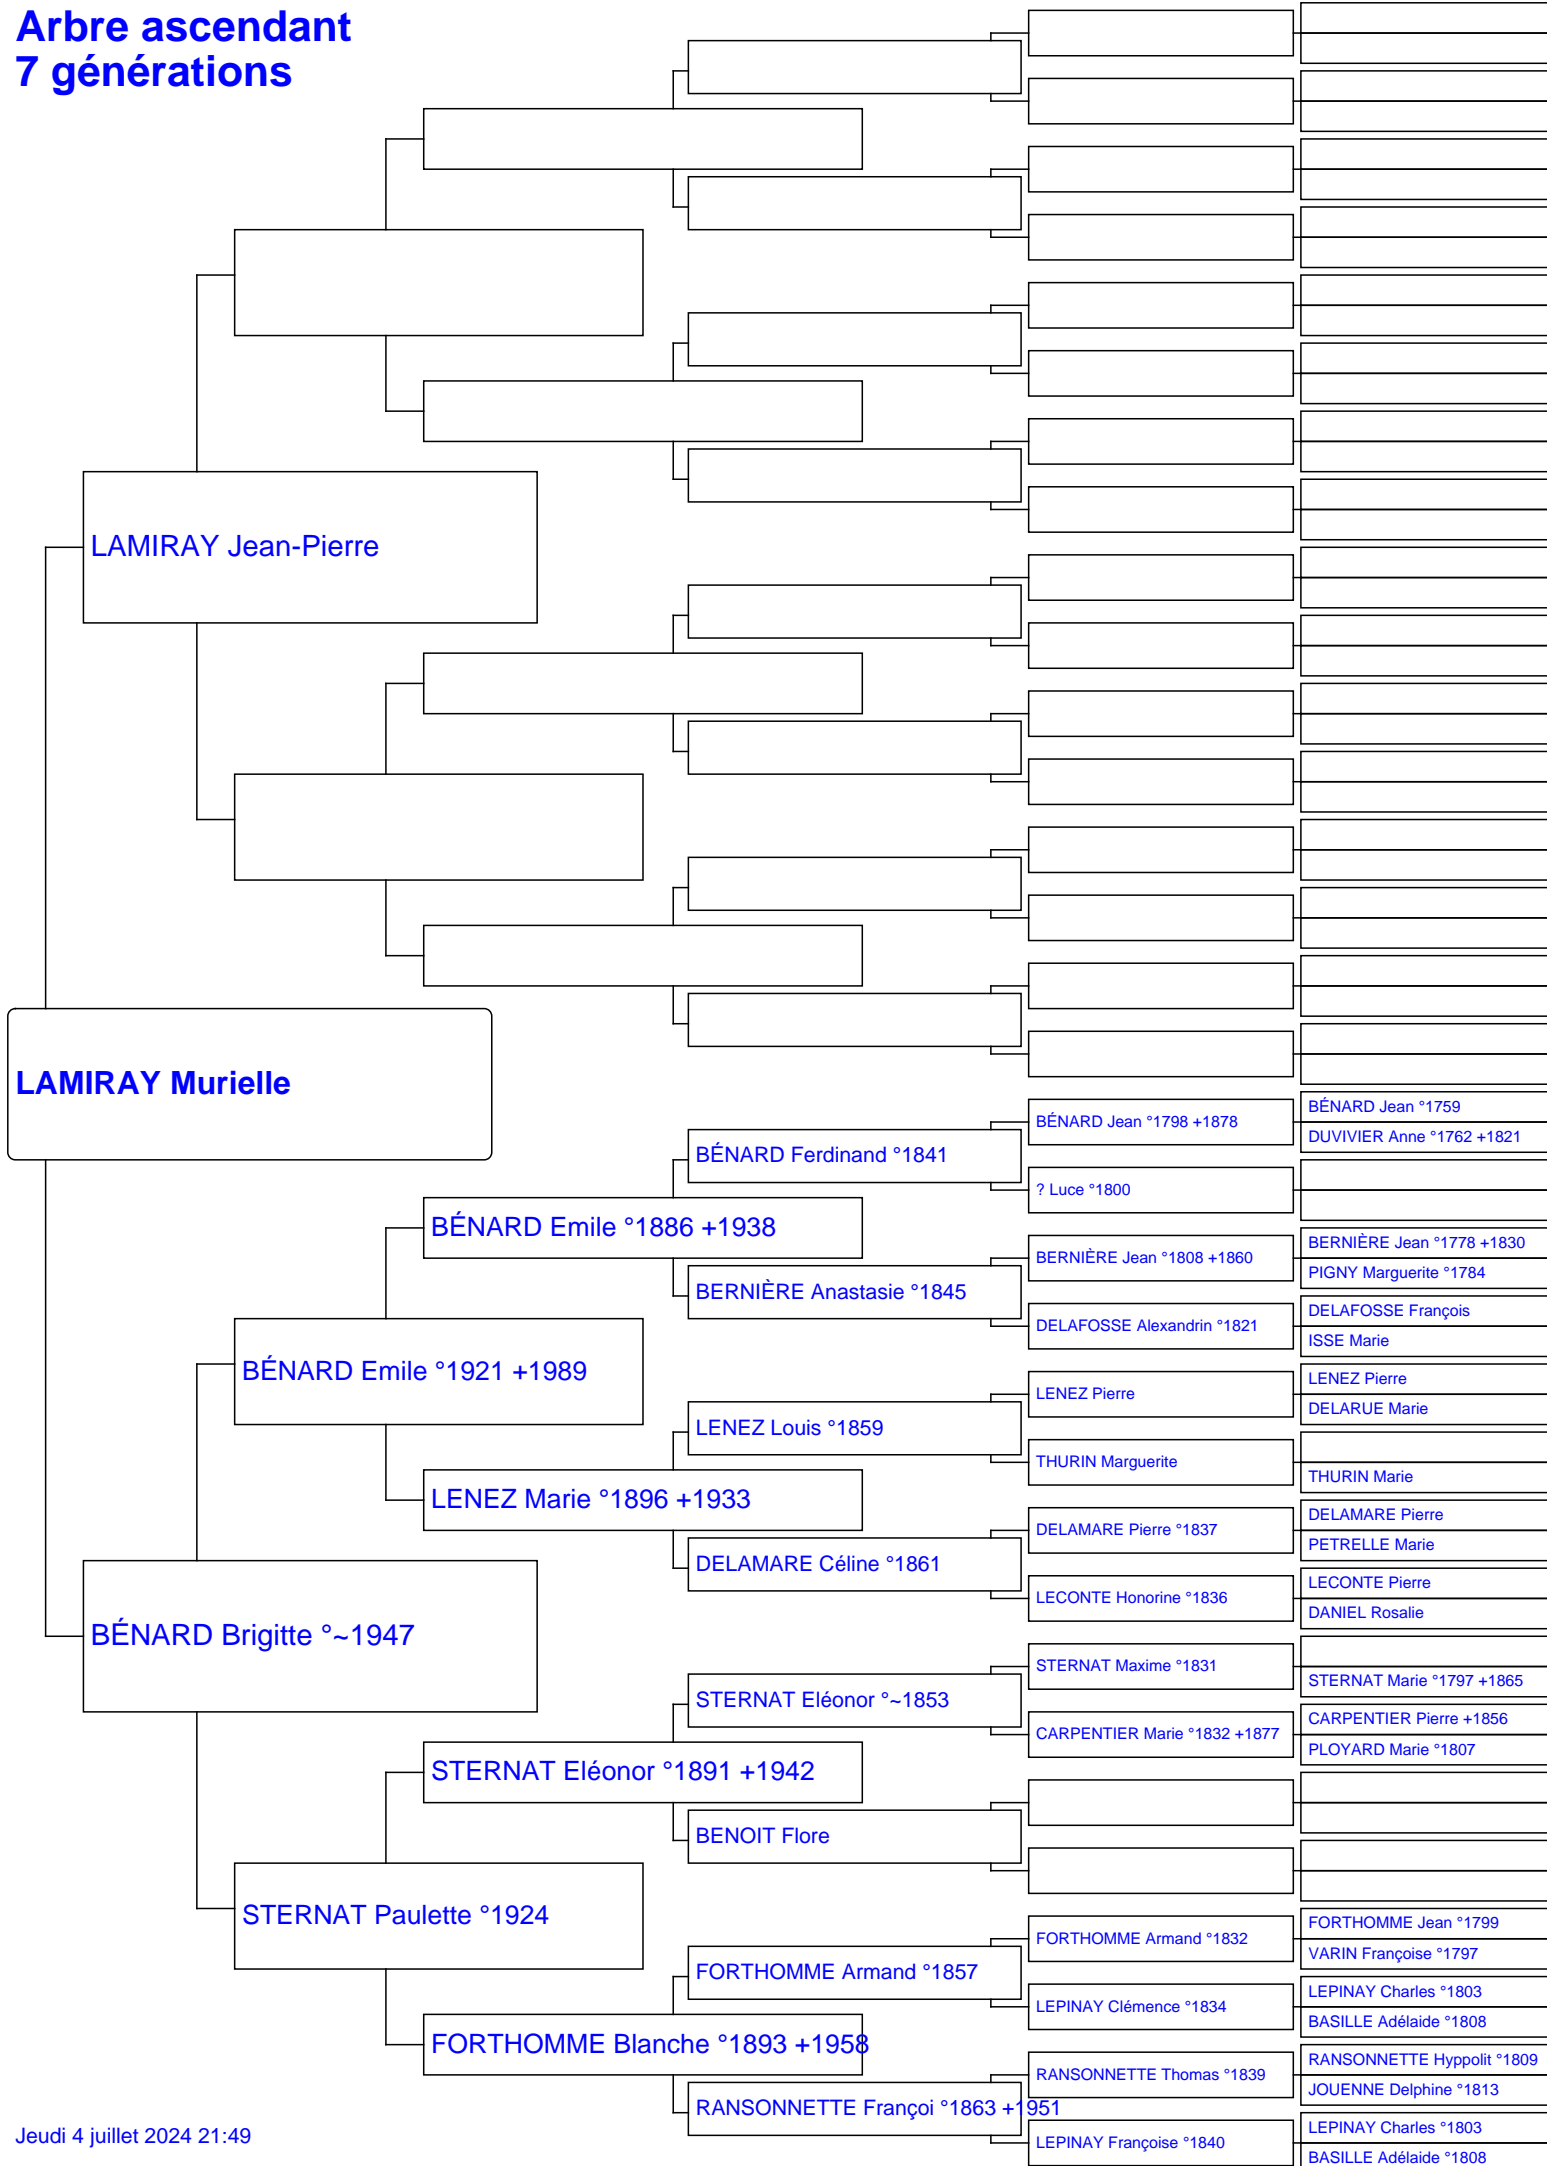 Arbre ascendant
7 générations
LAMIRAY Jean-Pierre
LAMIRAY Murielle
BÉNARD Jean °1759
BÉNARD Jean °1798 +1878
DUVIVIER Anne °1762 +1821
BÉNARD Ferdinand °1841
? Luce °1800
BÉNARD Emile °1886 +1938
BERNIÈRE Jean °1778 +1830
BERNIÈRE Jean °1808 +1860
PIGNY Marguerite °1784
BERNIÈRE Anastasie °1845
DELAFOSSE François
DELAFOSSE Alexandrin °1821
ISSE Marie
BÉNARD Emile °1921 +1989
LENEZ Pierre
LENEZ Pierre
DELARUE Marie
LENEZ Louis °1859
THURIN Marguerite
THURIN Marie
LENEZ Marie °1896 +1933
DELAMARE Pierre
DELAMARE Pierre °1837
PETRELLE Marie
DELAMARE Céline °1861
LECONTE Pierre
LECONTE Honorine °1836
DANIEL Rosalie
BÉNARD Brigitte °~1947
STERNAT Maxime °1831
STERNAT Marie °1797 +1865
STERNAT Eléonor °~1853
CARPENTIER Pierre +1856
CARPENTIER Marie °1832 +1877
PLOYARD Marie °1807
STERNAT Eléonor °1891 +1942
BENOIT Flore
STERNAT Paulette °1924
FORTHOMME Jean °1799
FORTHOMME Armand °1832
VARIN Françoise °1797
FORTHOMME Armand °1857
LEPINAY Charles °1803
LEPINAY Clémence °1834
BASILLE Adélaide °1808
FORTHOMME Blanche °1893 +1958
RANSONNETTE Hyppolit °1809
RANSONNETTE Thomas °1839
JOUENNE Delphine °1813
RANSONNETTE Françoi °1863 +1951
LEPINAY Charles °1803
LEPINAY Françoise °1840
BASILLE Adélaide °1808
Jeudi 4 juillet 2024 21:49